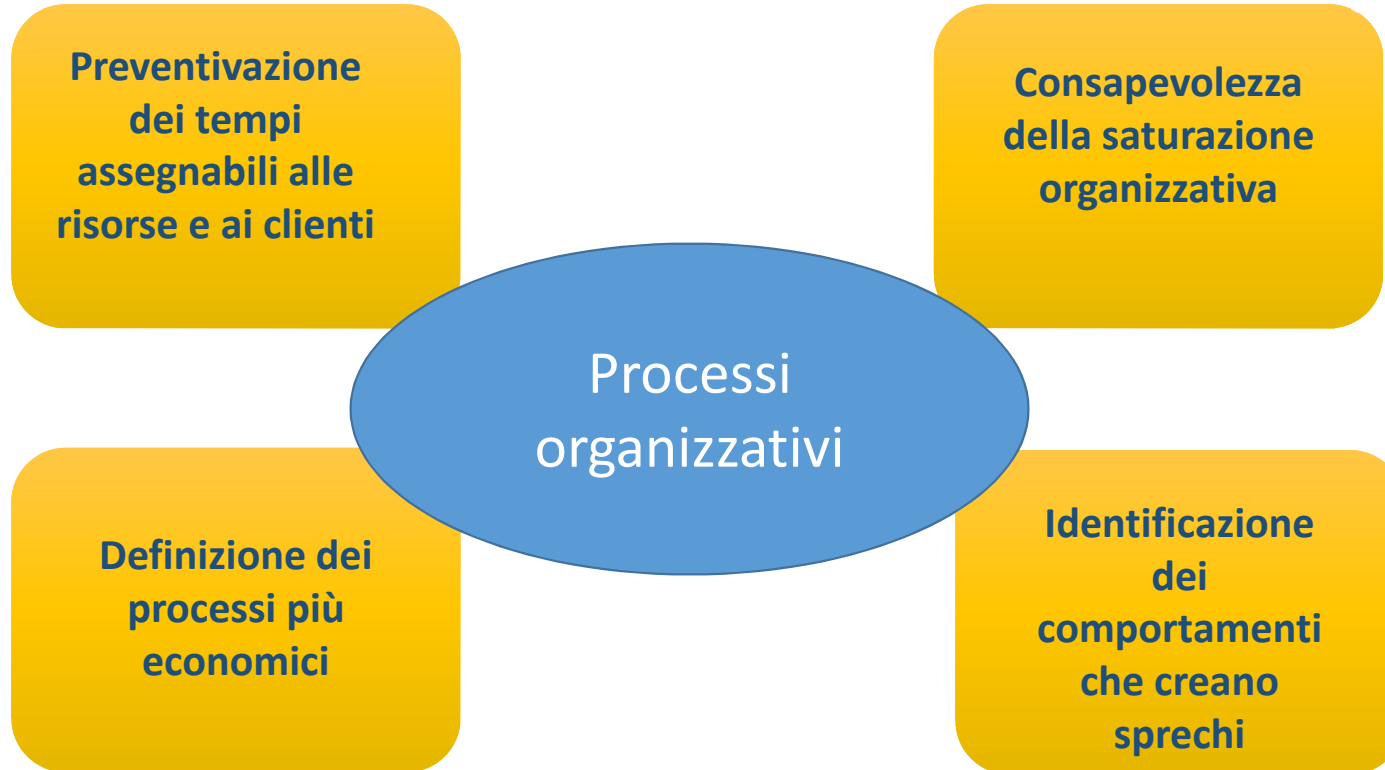 Preventivazione
dei tempi
assegnabili alle
risorse e ai clienti
Consapevolezza
della saturazione
organizzativa
Processi
organizzativi
Definizione dei
processi più
economici
Identificazione
dei
comportamenti
che creano
sprechi